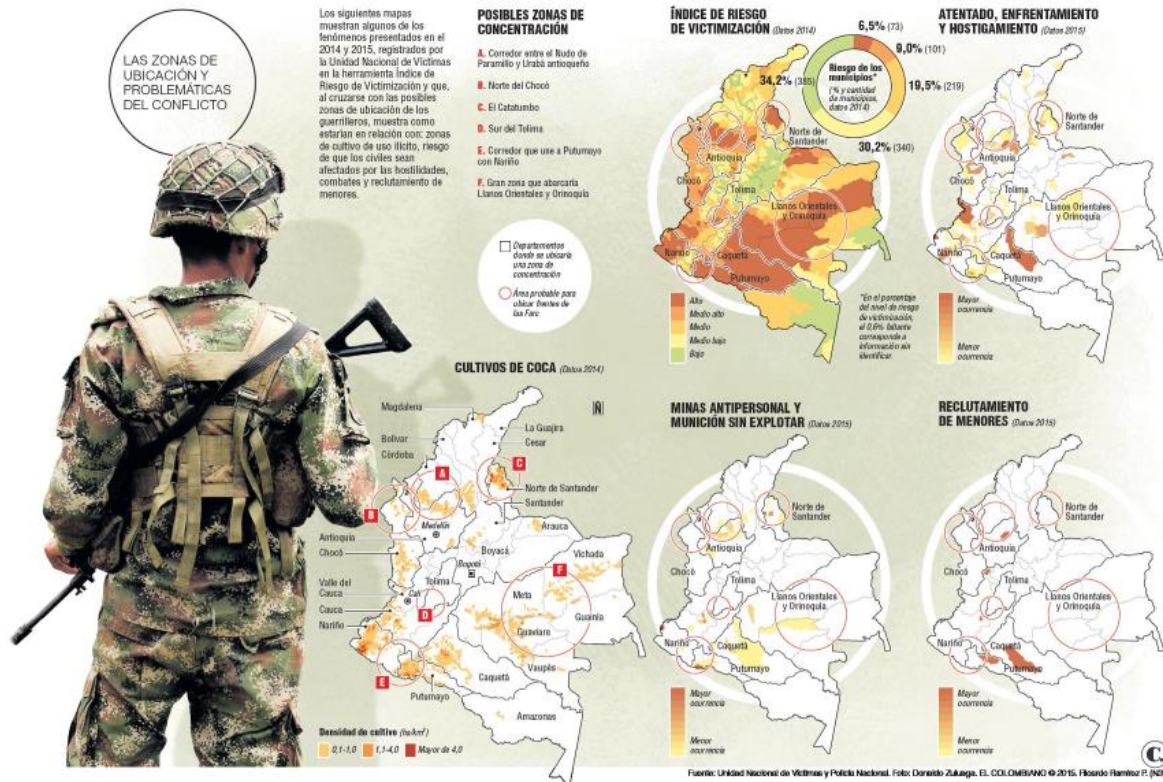 LAS ZONAS DE
UBICACIÓN Y
PROBLEMÁTICAS
DEL CONFLICTO
Los siguientes mapas
muestran algunos de los
fenómenos presentados en el
2014 y 2015, registrados por
la Unidad Nacional de Víctimas
en la herramienta Índice de
Riesgo de Victimización y que,
al cruzarse con las posibles
zonas de ubicación de los
guerrilleros, muestra como
estarían en relación con: zonas
de cultivo de uso ilícito, riesgo
de que los civiles sean
afectados por las hostilidades,
combates y reclutamiento de
menores.
POSIBLES ZONAS DE
CONCENTRACIÓN
A. Corredor entre el Nudo de
Paramillo y Urabá antioqueño
B. Norte del Chocó
C. El Catatumbo
D. Sur del Tolima
E. Corredor que une a Putumayo
con Nariño
F. Gran zona que abarcaría
Llanos Orientales y Orinoquia
Departamentos
donde se ubicaría
una zona de
concentración
Área probable para
ubicar frentes de
las Farc
ÍNDICE DE RIESGO
DE VICTIMIZACIÓN (Datos 2014)
6,5% (73)
9,0% (101)
19,5% (219)
30,2% (340)
34,2% (385)
Riesgo de los
municipios*
(% y cantidad
de municipios,
datos 2014)
Norte de
Santander
Antioquia
Chocó
Tolima
Llanos Orientales
y Orinoquía
Nariño
Caquetá
Putumayo
Alto
Medio alto
Medio
Medio bajo
Bajo
*En el porcentaje
del nivel de riesgo
de victimización,
el 0,6% faltante
corresponde a
información sin
identificar.
ATENTADO, ENFRENTAMIENTO
Y HOSTIGAMIENTO (Datos 2015)
Norte de
Santander
Antioquia
Chocó
Tolima
Llanos Orientales
y Orinoquía
Nariño
Caquetá
Putumayo
Mayor
ocurrencia
Menor
ocurrencia
CULTIVOS DE COCA (Datos 2014)
Ñ
Magdalena
Bolívar
Córdoba
La Guajira
Cesar
A
C
B
Norte de Santander
Santander
Medellín
Arauca
Antioquia
Chocó
Boyacá
Vichada
Bogotá
F
Valle del
Cauca
Tolima
Cali
Meta
Cauca
D
Guainía
Nariño
Guaviare
E
Vaupés
Caquetá
Putumayo
Amazonas
Densidad de cultivo (ha/km²)
0,1-1,0
1,1-4,0
Mayor de 4,0
MINAS ANTIPERSONAL Y
MUNICIÓN SIN EXPLOTAR (Datos 2015)
Norte de
Santander
Antioquia
Chocó
Tolima
Llanos Orientales
y Orinoquía
Nariño
Caquetá
Putumayo
Mayor
ocurrencia
Menor
ocurrencia
RECLUTAMIENTO
DE MENORES (Datos 2015)
Norte de
Santander
Antioquia
Chocó
Tolima
Llanos Orientales
y Orinoquía
Nariño
Caquetá
Putumayo
Mayor
ocurrencia
Menor
ocurrencia
C
Fuente: Unidad Nacional de Víctimas y Policía Nacional. Foto: Donaldo Zuluaga. EL COLOMBIANO © 2015. Ricardo Ramírez P.